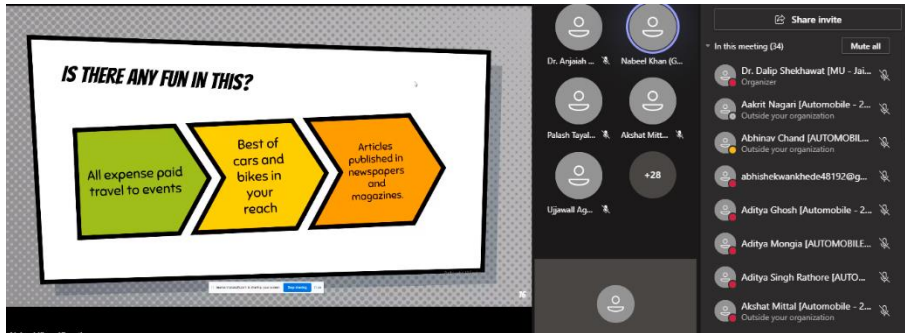 IS THERE ANY FUN IN THIS?
All expense paid
travel to events
Best of
cars and
bikes in
your
reach
Articles
published in
newspapers
and
magazines.
Stop sharing
Dr. Anjaiah ...
Nabeel Khan (G...
Palash Tayal...
Akshat Mitt...
Ujjawall Ag...
+28
Share invite
In this meeting (34)
Mute all
Dr. Dalip Shekhawat [MU - Jai...
Organizer
Aakrit Nagari [Automobile - 2...
Outside your organization
Abhinav Chand [AUTOMOBIL...
Outside your organization
abhishekwankhede48192@g...
Aditya Ghosh [Automobile - 2...
Aditya Mongia [AUTOMOBILE...
Aditya Singh Rathore [AUTO...
Akshat Mittal [Automobile - 2...
Outside your organization